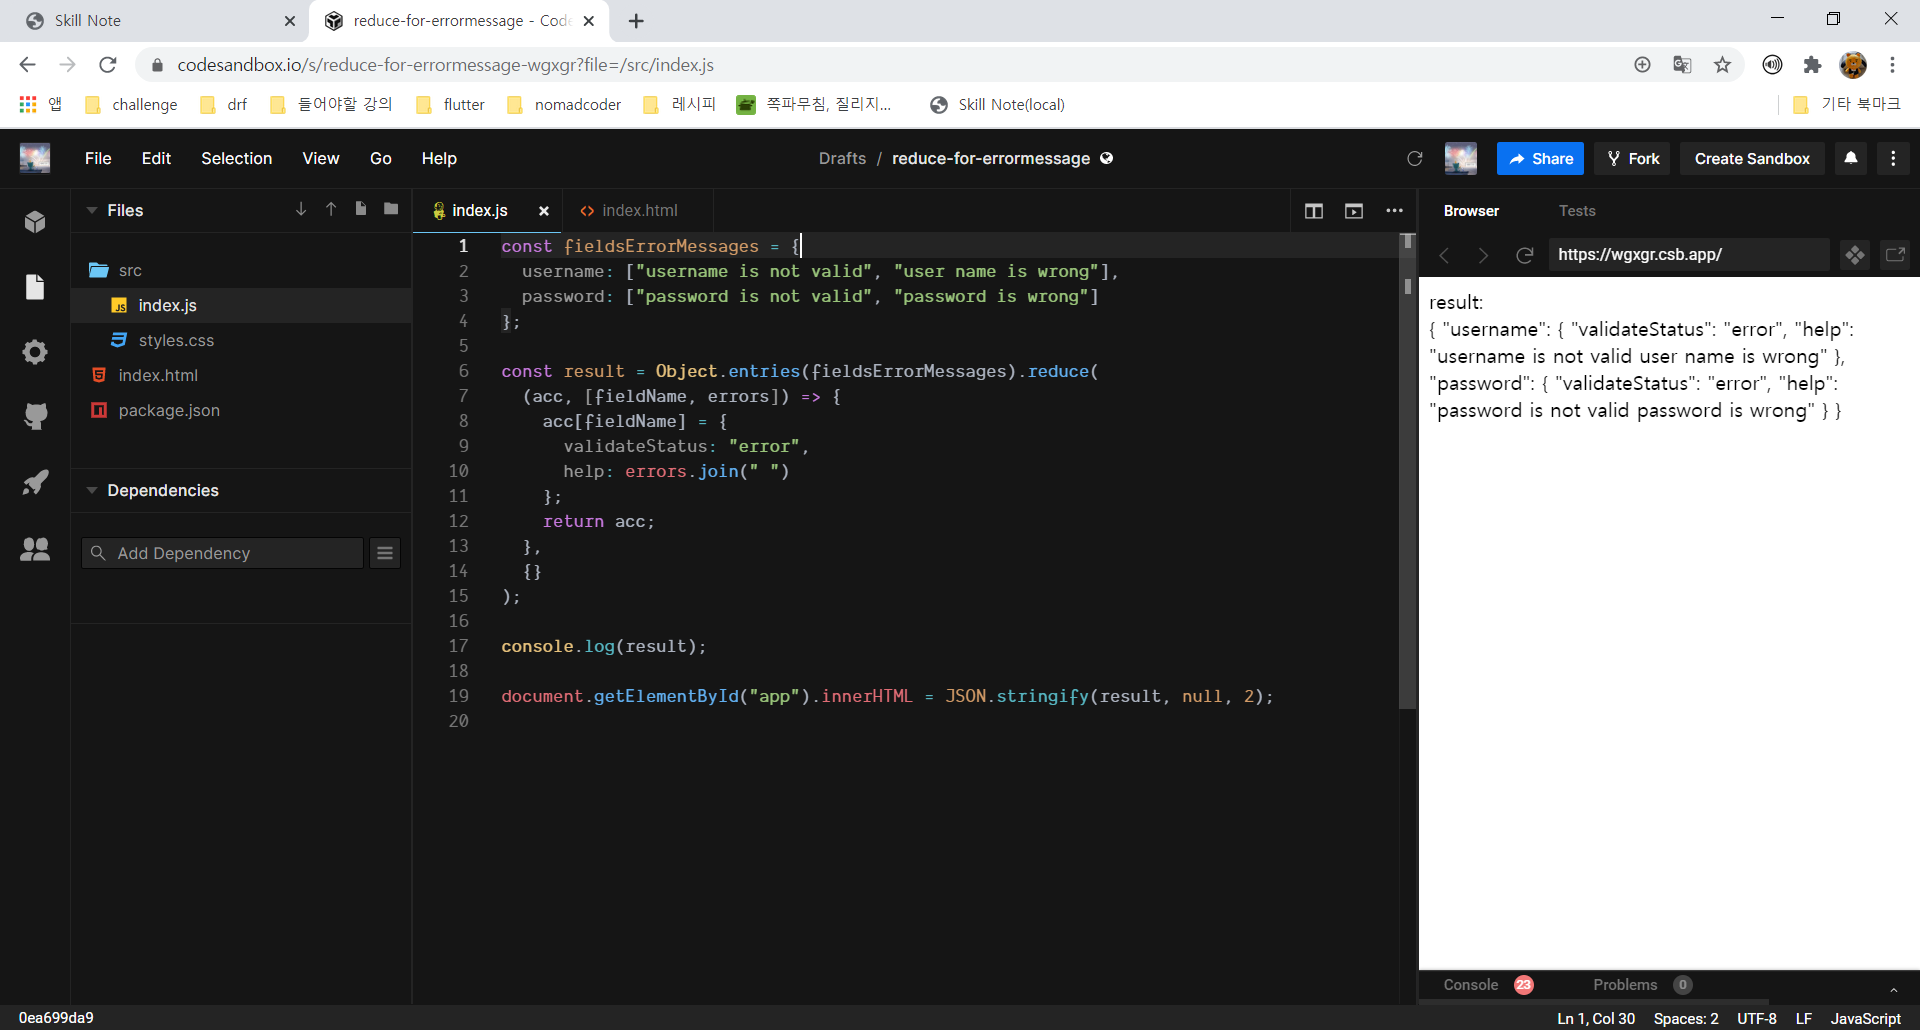 Skill Note
reduce-for-errormessage - Code
codesandbox.io/s/reduce-for-errormessage-wgxgr?file=/src/index.js
앱 challenge drf 들어야할 강의 flutter nomadcoder 레시피 쪽파무침, 질리지... Skill Note(local) 기타 북마크
File Edit Selection View Go Help
Drafts / reduce-for-errormessage
Share Fork Create Sandbox
Files
src
JS index.js
styles.css
index.html
package.json
Dependencies
Add Dependency
index.js index.html
1 const fieldsErrorMessages = {
2 username: ["username is not valid", "user name is wrong"],
3 password: ["password is not valid", "password is wrong"]
4 };
5
6 const result = Object.entries(fieldsErrorMessages).reduce(
7 (acc, [fieldName, errors]) => {
8 acc[fieldName] = {
9 validateStatus: "error",
10 help: errors.join(" ")
11 };
12 return acc;
13 },
14 {}
15 );
16
17 console.log(result);
18
19 document.getElementById("app").innerHTML = JSON.stringify(result, null, 2);
20
Browser Tests
https://wgxgr.csb.app/
result:
{ "username": { "validateStatus": "error", "help":
"username is not valid user name is wrong" },
"password": { "validateStatus": "error", "help":
"password is not valid password is wrong" } }
Console 23 Problems 0
0ea699da9
Ln 1, Col 30 Spaces: 2 UTF-8 LF JavaScript